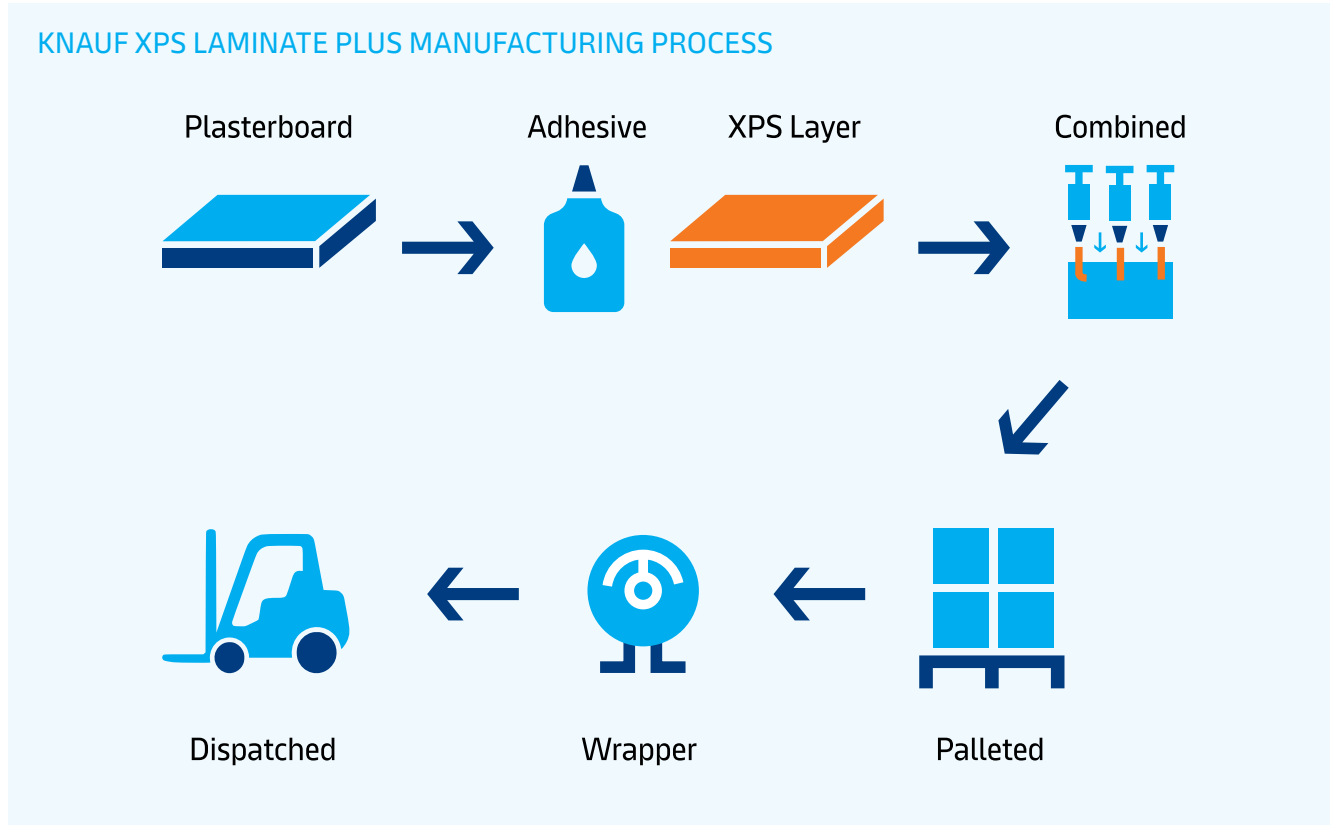 KNAUF XPS LAMINATE PLUS MANUFACTURING PROCESS
Plasterboard
Adhesive
XPS Layer
Combined
Dispatched
Wrapper
Palleted